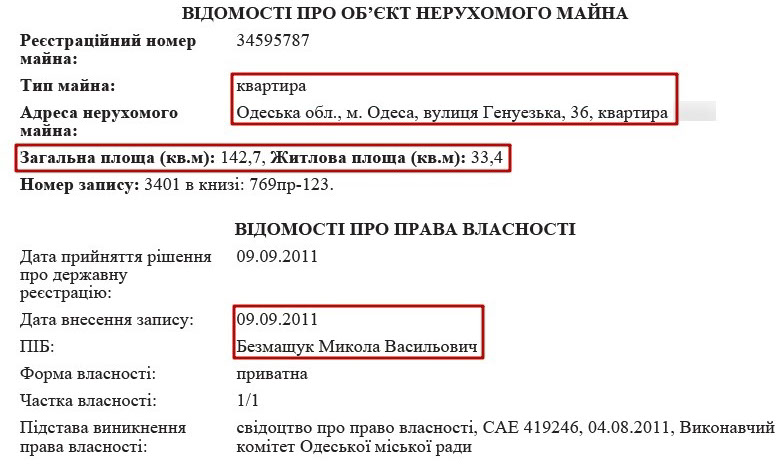 ВІДОМОСТІ ПРО ОБ’ЄКТ НЕРУХОМОГО МАЙНА
Реєстраційний номер майна: 34595787
Тип майна: квартира
Адреса нерухомого майна: Одеська обл., м. Одеса, вулиця Генуезька, 36, квартира
Загальна площа (кв.м): 142,7, Житлова площа (кв.м): 33,4
Номер запису: 3401 в книзі: 769пр-123.
ВІДОМОСТІ ПРО ПРАВА ВЛАСНОСТІ
Дата прийняття рішення про державну реєстрацію: 09.09.2011
Дата внесення запису: 09.09.2011
ПІБ: Безмащук Микола Васильович
Форма власності: приватна
Частка власності: 1/1
Підстава виникнення права власності: свідоцтво про право власності, САЕ 419246, 04.08.2011, Виконавчий комітет Одеської міської ради